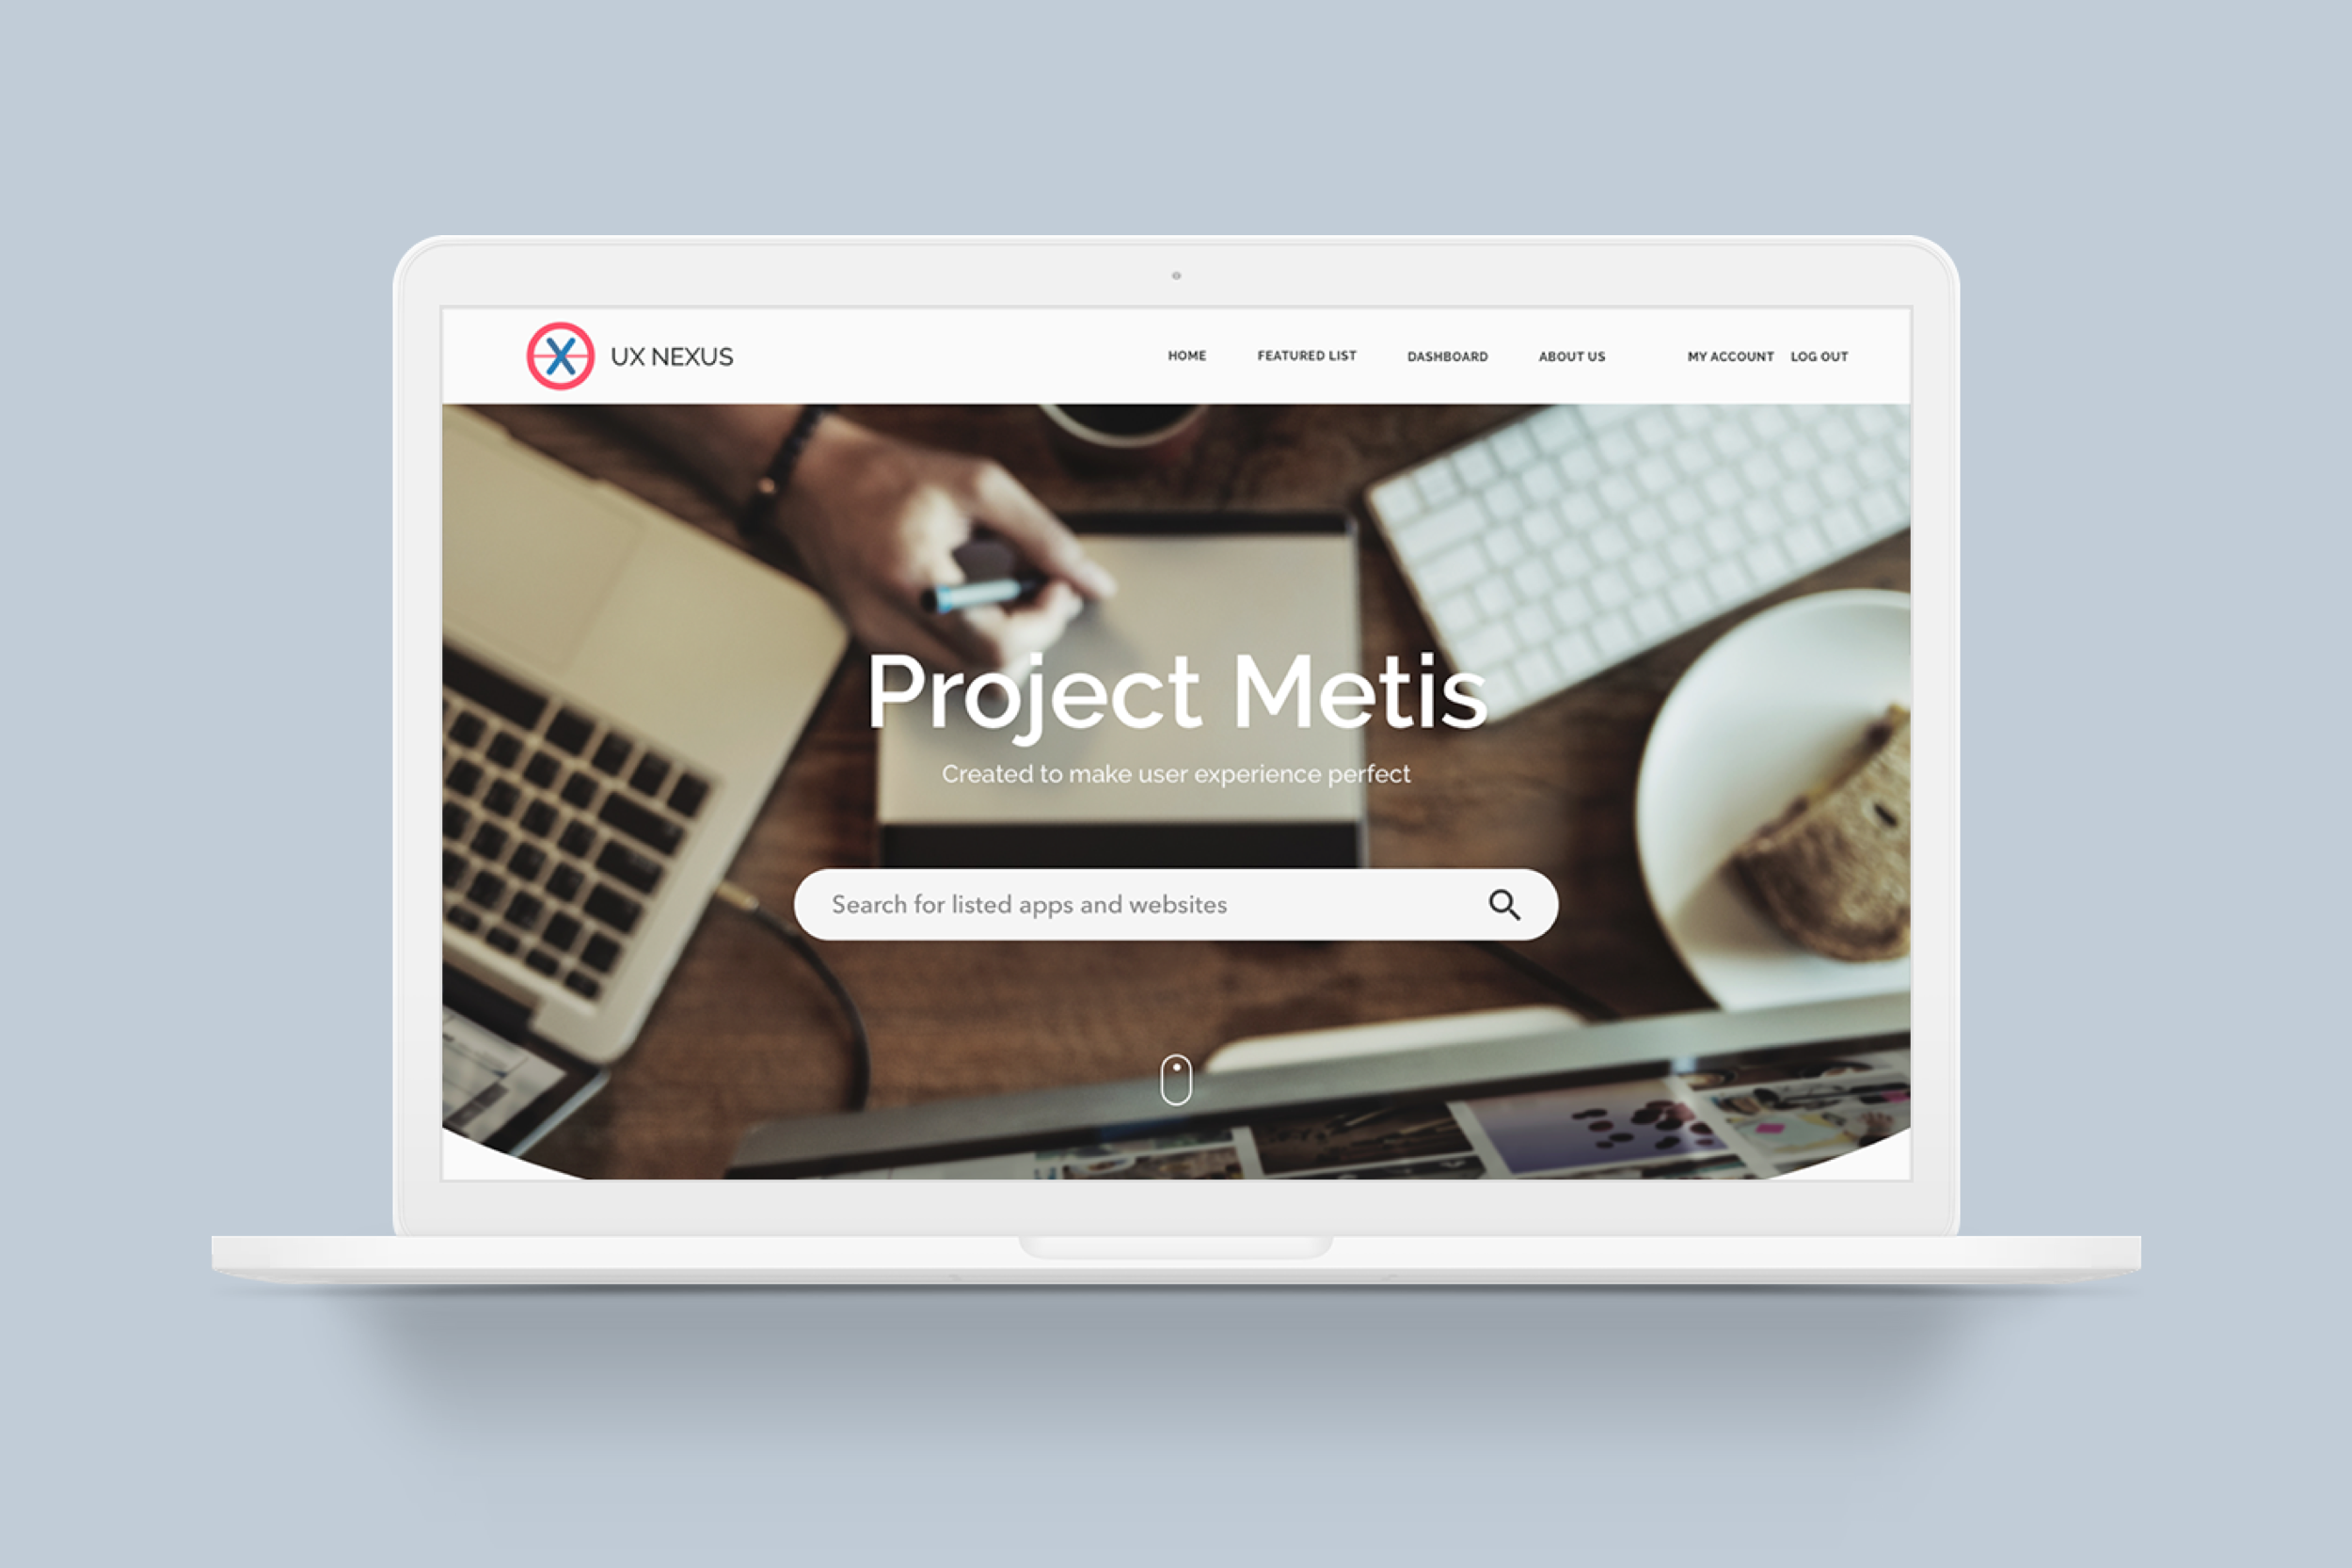 UX NEXUS
HOME FEATURED LIST DASHBOARD ABOUT US MY ACCOUNT LOG OUT
Project Metis
Created to make user experience perfect
Search for listed apps and websites